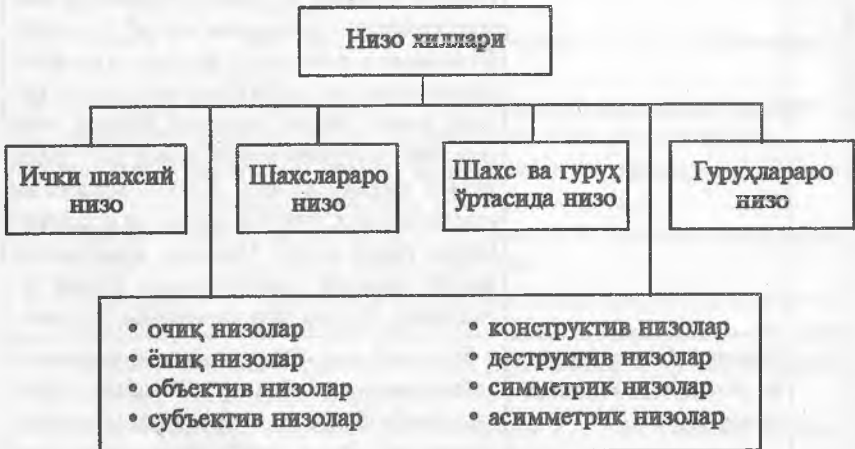 Низо хиллари
Ички шахсий
низо
Шахслараро
низо
Шахс ва гуруҳ
ўртасида низо
Гуруҳлараро
низо
• очиқ низолар
• ёпиқ низолар
• объектив низолар
• субъектив низолар
• конструктив низолар
• деструктив низолар
• симметрик низолар
• асимметрик низолар